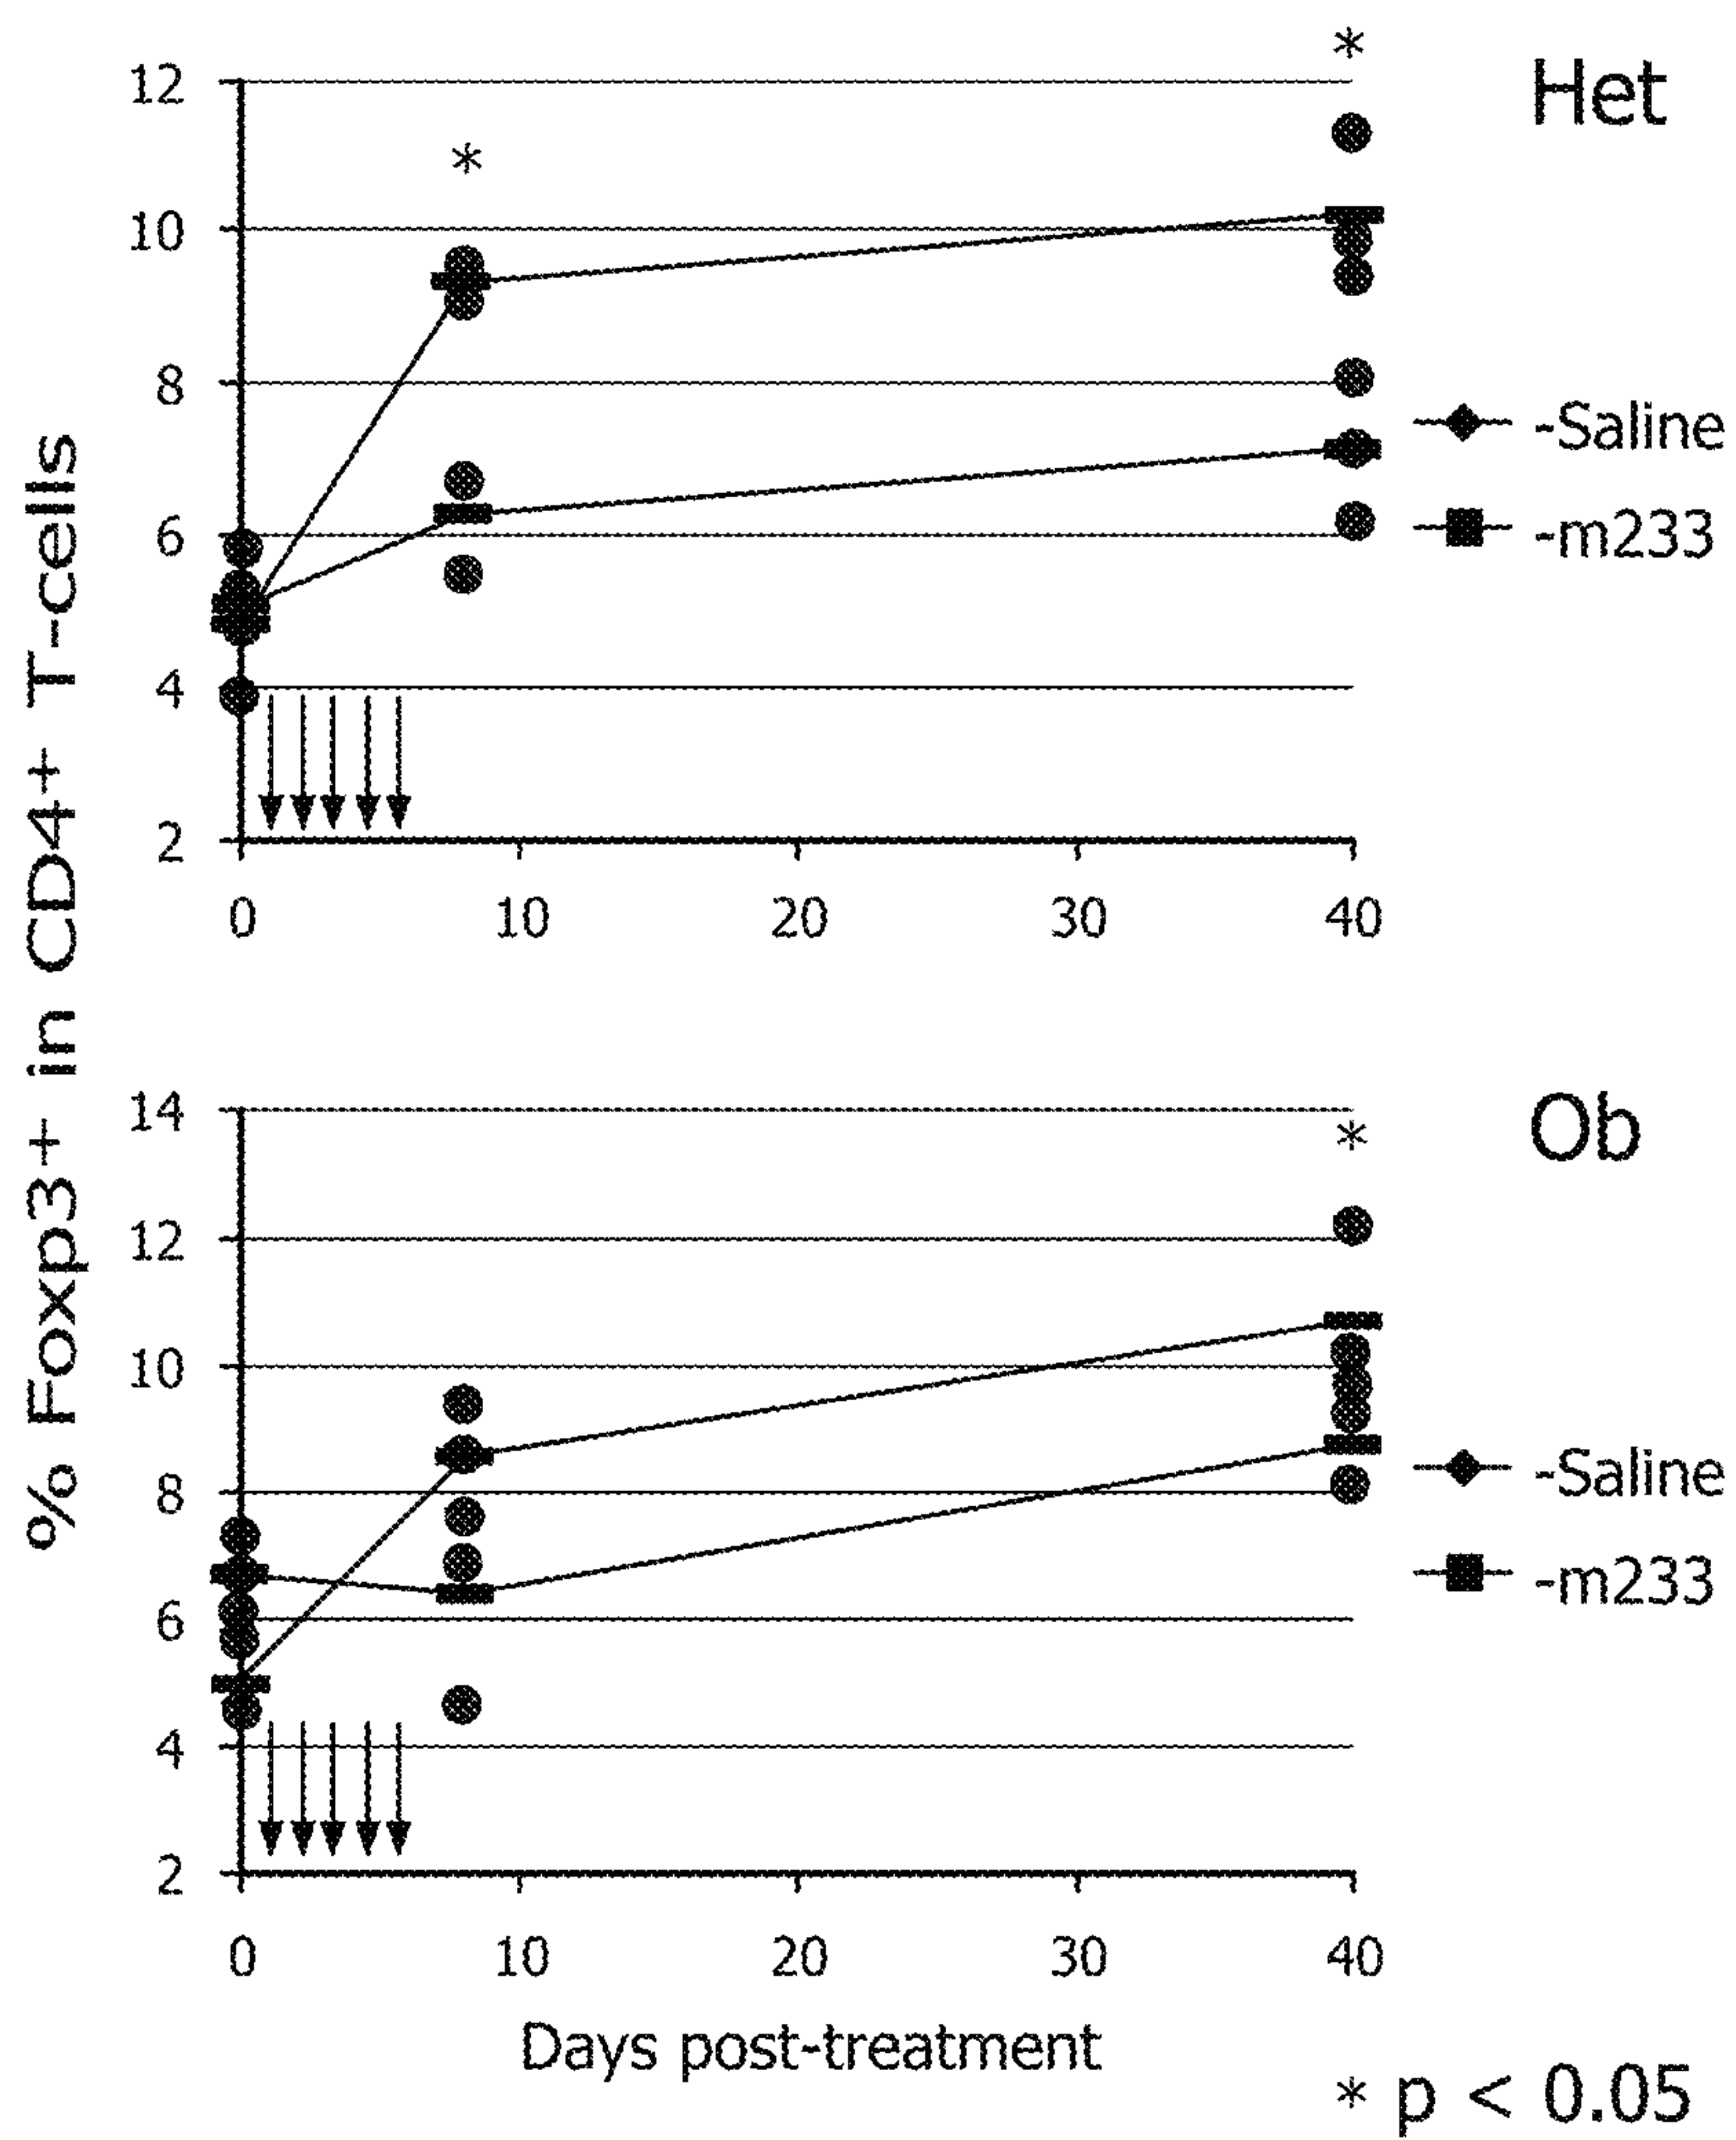 % Foxp3+ in CD4+ T-cells
Het
*
*
12
10
8
6
4
2
0 10 20 30 40
-Saline
-m233
Ob
*
14
12
10
8
6
4
2
0 10 20 30 40
-Saline
-m233
Days post-treatment
* p < 0.05